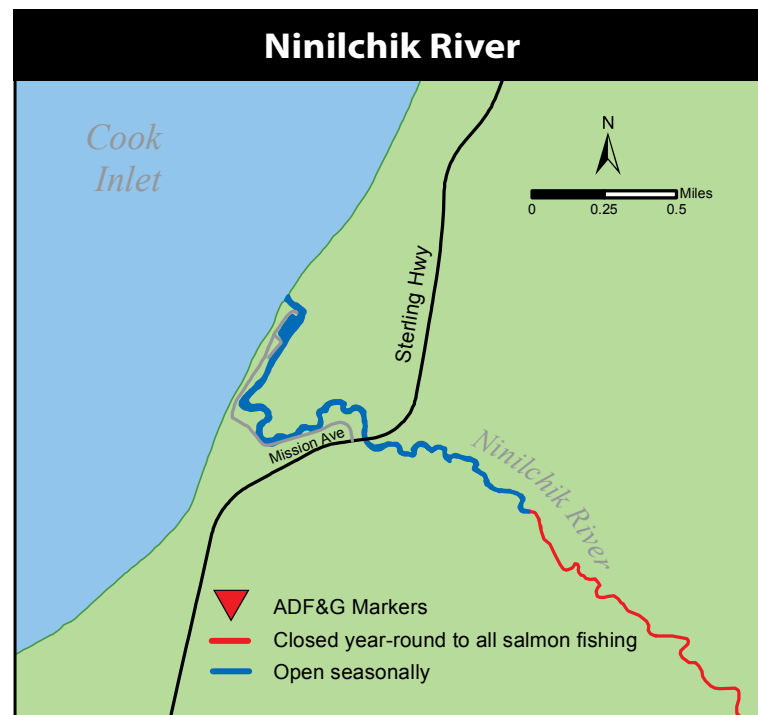 Ninilchik River
Cook
Inlet
N
Miles
0
0.25
0.5
Sterling Hwy
Mission Ave
Ninilchik River
ADF&G Markers
Closed year-round to all salmon fishing
Open seasonally